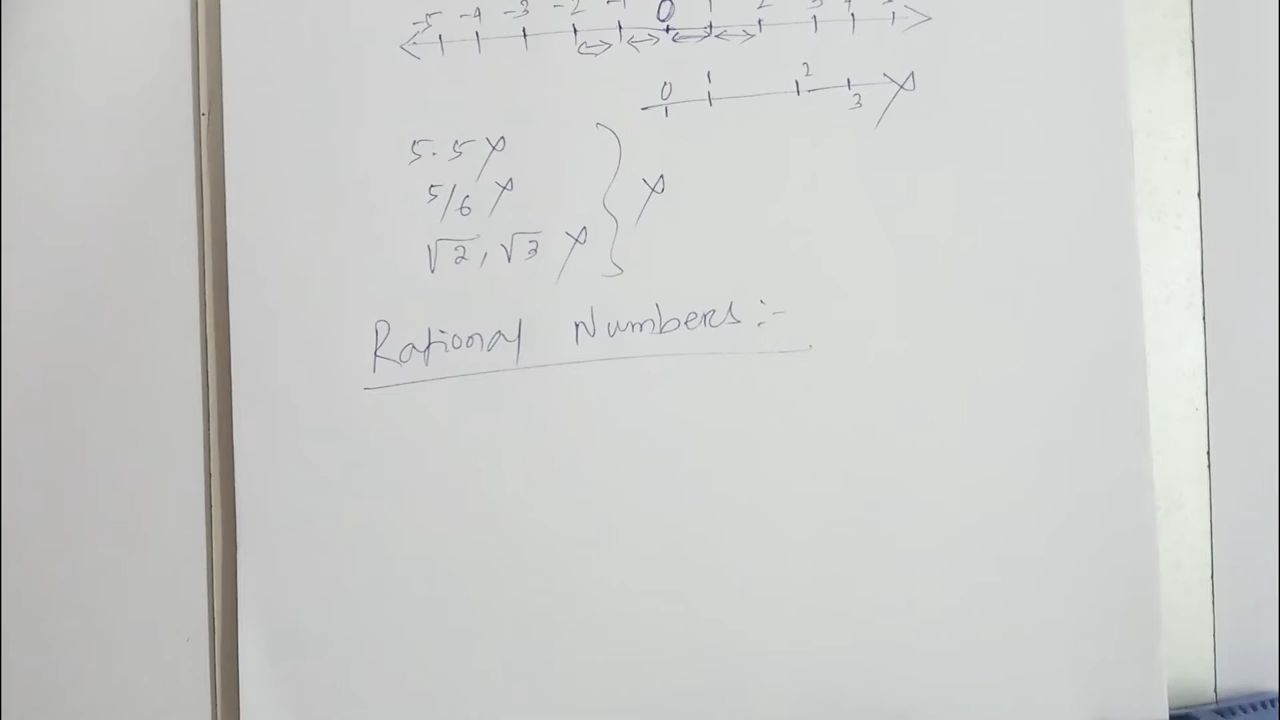 -5 -4 -3 -2 -1 0 1 2 3 4 5
0 1 2 3
5.5 X
5/6 X
√2, √3 X
X
Rational Numbers :-